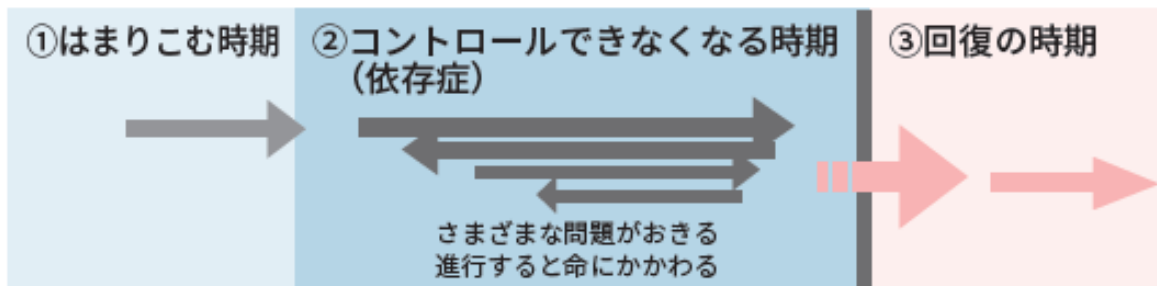 ①はまりこむ時期
②コントロールできなくなる時期
（依存症）
さまざまな問題がおきる
進行すると命にかかわる
③回復の時期